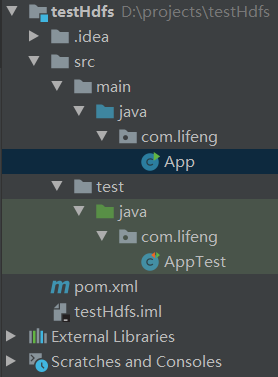 testHdfs D:\projects\testHdfs
.idea
src
main
java
com.lifeng
App
test
java
com.lifeng
AppTest
pom.xml
testHdfs.iml
External Libraries
Scratches and Consoles